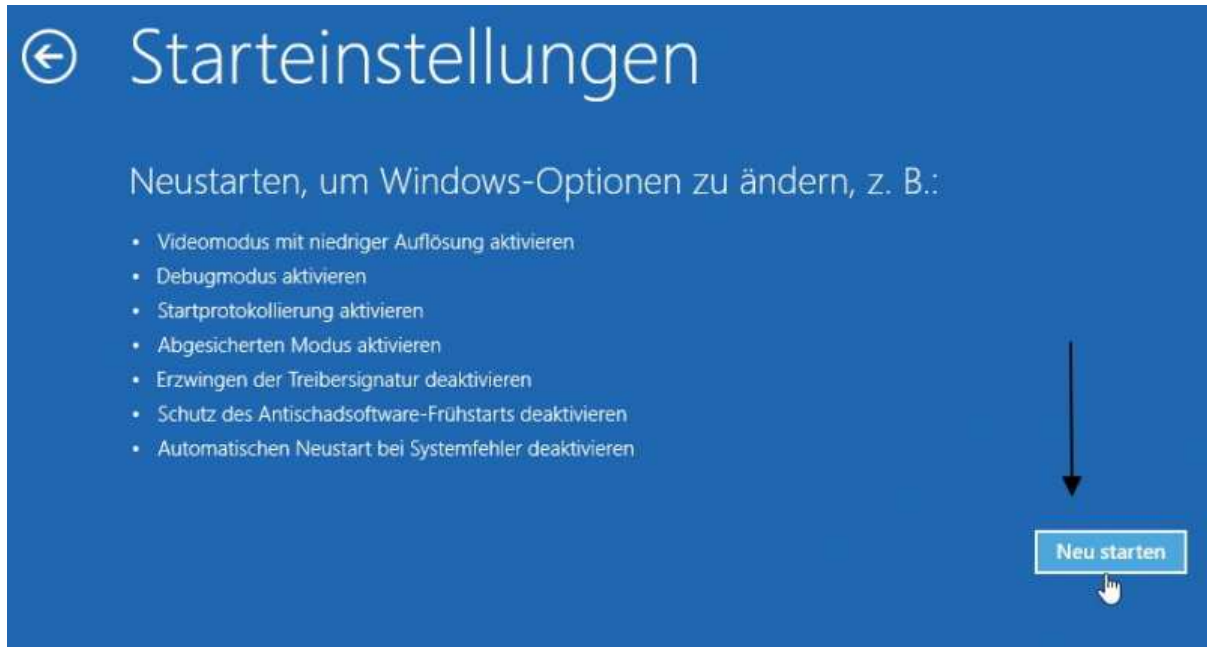 Starteinstellungen
Neustarten, um Windows-Optionen zu ändern, z. B.:
• Videomodus mit niedriger Auflösung aktivieren
• Debugmodus aktivieren
• Startprotokollierung aktivieren
• Abgesicherten Modus aktivieren
• Erzwingen der Treibersignatur deaktivieren
• Schutz des Antischadsoftware-Frühstarts deaktivieren
• Automatischen Neustart bei Systemfehler deaktivieren
Neu starten